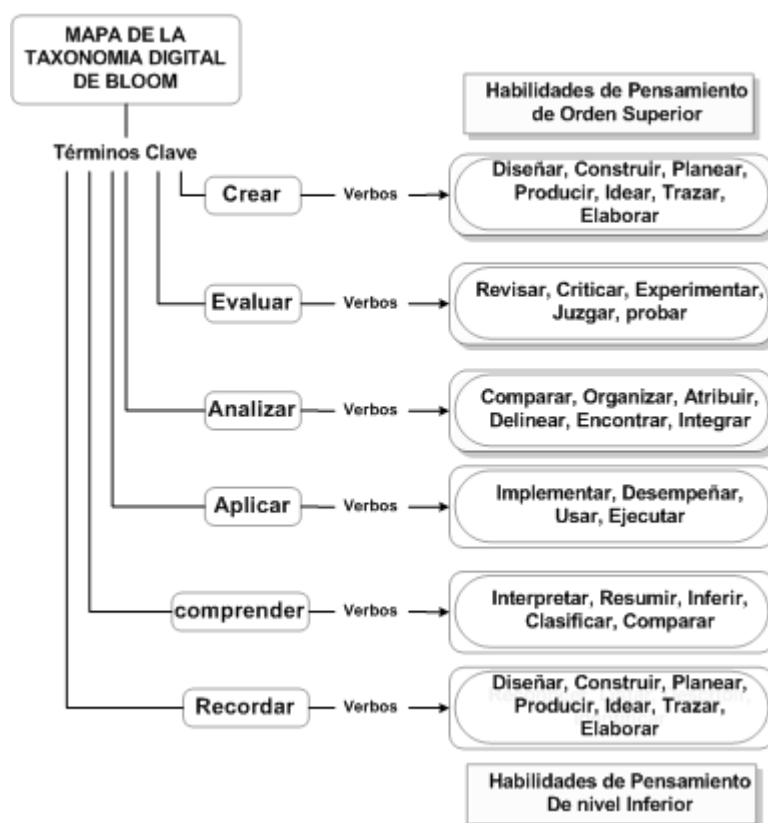 MAPA DE LA
TAXONOMIA DIGITAL
DE BLOOM
Habilidades de Pensamiento
de Orden Superior
Términos Clave
Crear
Verbos
Diseñar, Construir, Planear,
Producir, Idear, Trazar,
Elaborar
Evaluar
Verbos
Revisar, Criticar, Experimentar,
Juzgar, probar
Analizar
Verbos
Comparar, Organizar, Atribuir,
Delinear, Encontrar, Integrar
Aplicar
Verbos
Implementar, Desempeñar,
Usar, Ejecutar
comprender
Verbos
Interpretar, Resumir, Inferir,
Clasificar, Comparar
Recordar
Verbos
Diseñar, Construir, Planear,
Producir, Idear, Trazar,
Elaborar
Habilidades de Pensamiento
De nivel Inferior